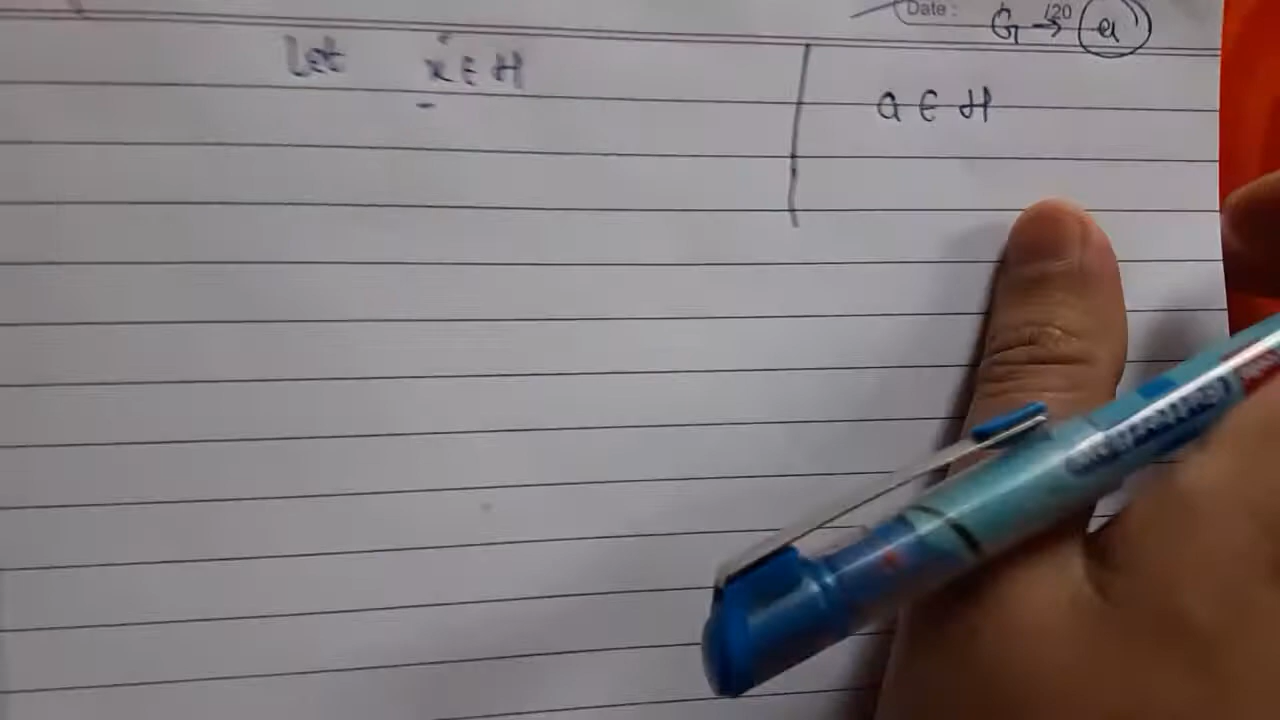 Date : G → e
120
Let x ∈ H
a ∈ H